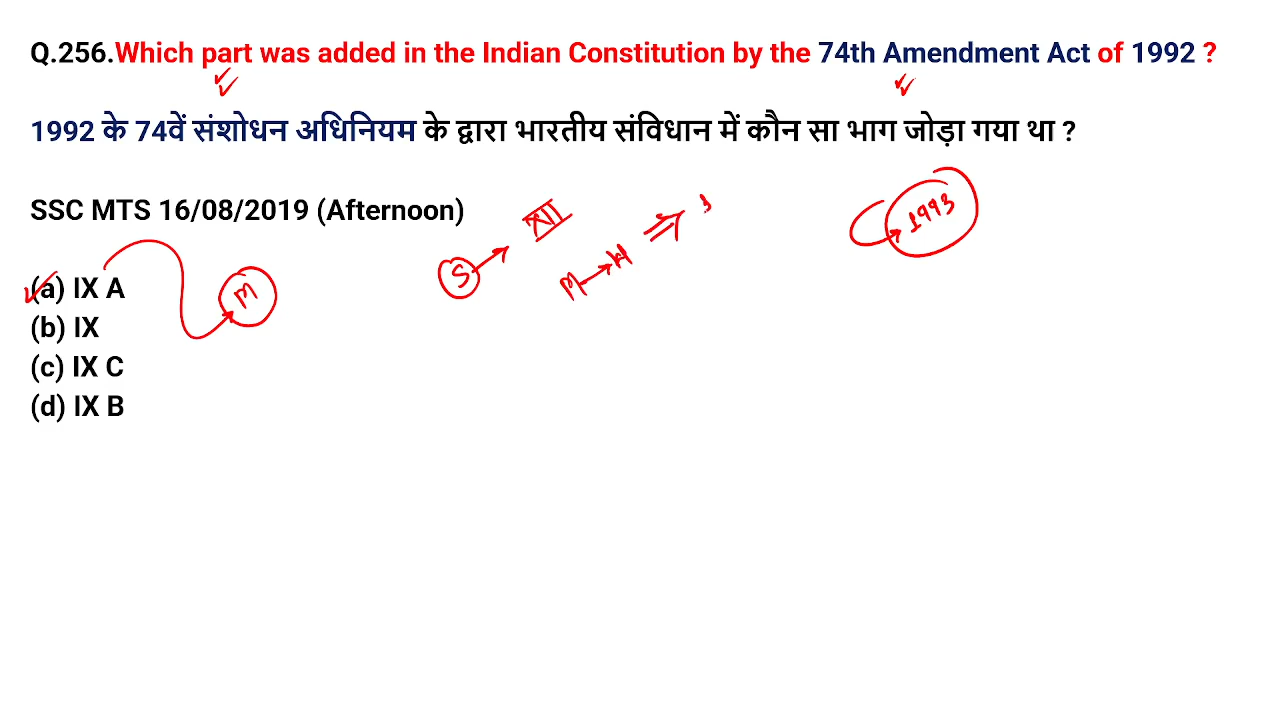 Q.256.Which part was added in the Indian Constitution by the 74th Amendment Act of 1992 ?
1992 के 74वें संशोधन अधिनियम के द्वारा भारतीय संविधान में कौन सा भाग जोड़ा गया था ?
SSC MTS 16/08/2019 (Afternoon)
S XII
M → H
1993
(a) IX A
M
(b) IX
(c) IX C
(d) IX B